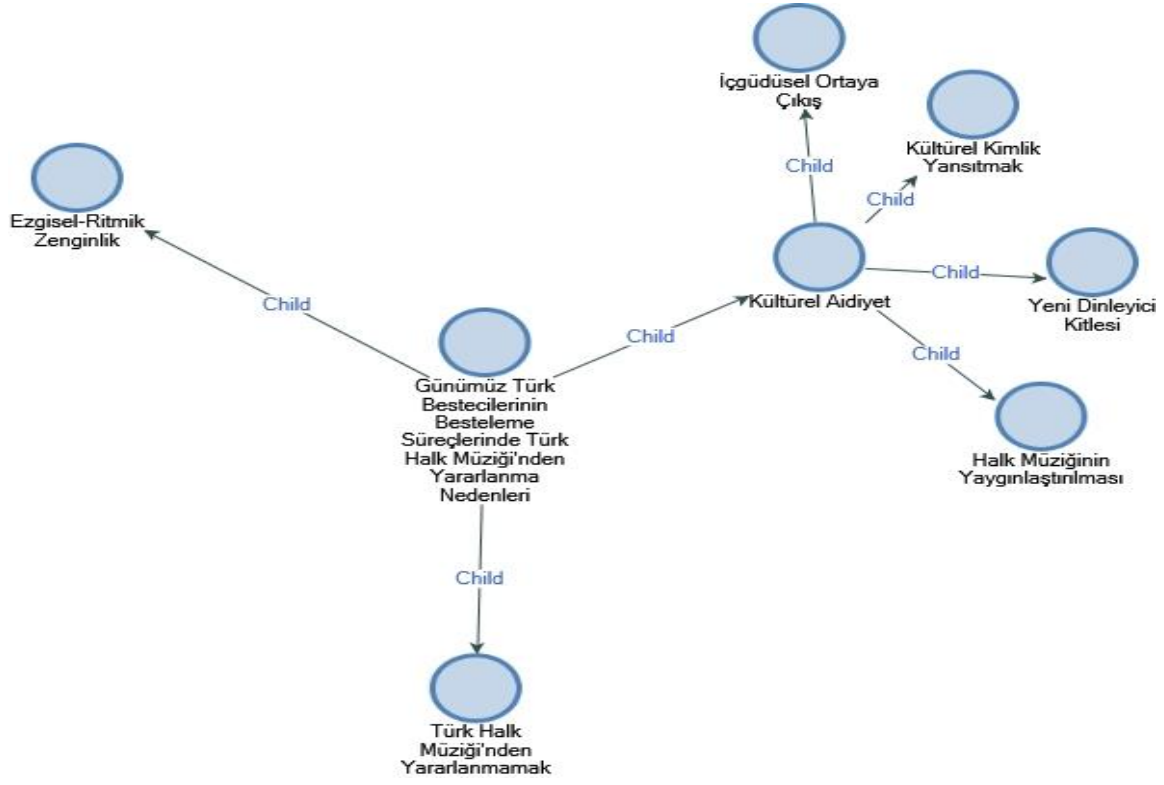 İçgüdüsel Ortaya
Çıkış
Child
Kültürel Kimlik
Yansıtmak
Child
Ezgisel-Ritmik
Zenginlik
Child
Kültürel Aidiyet
Child
Yeni Dinleyici
Kitlesi
Child
Child
Günümüz Türk
Bestecilerinin
Besteleme
Süreçlerinde Türk
Halk Müziği'nden
Yararlanma
Nedenleri
Halk Müziğinin
Yaygınlaştırılması
Child
Türk Halk
Müziği'nden
Yararlanmamak